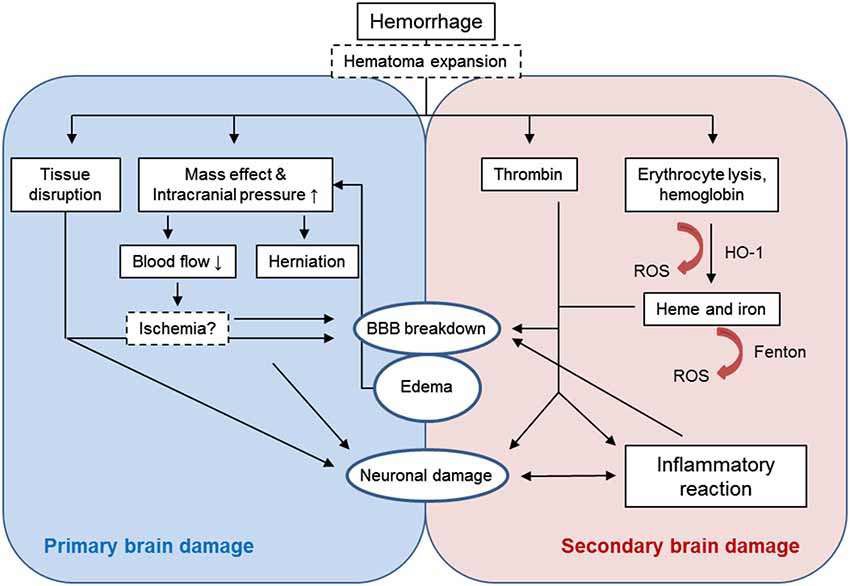 Hemorrhage
Hematoma expansion
Tissue
disruption
Mass effect &
Intracranial pressure ↑
Thrombin
Erythrocyte lysis,
hemoglobin
Blood flow ↓
Herniation
ROS
HO-1
Ischemia?
BBB breakdown
Heme and iron
Edema
ROS
Fenton
Neuronal damage
Inflammatory
reaction
Primary brain damage
Secondary brain damage